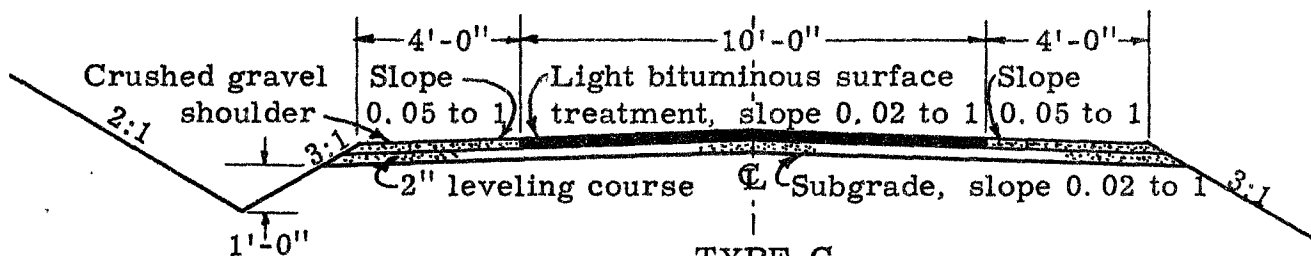 4'-0" 10'-0" 4'-0"
Crushed gravel shoulder
Slope 0.05 to 1
Light bituminous surface treatment, slope 0.02 to 1
Slope 0.05 to 1
2:1
3:1
2" leveling course
℄
Subgrade, slope 0.02 to 1
3:1
1'-0"
TYPE C